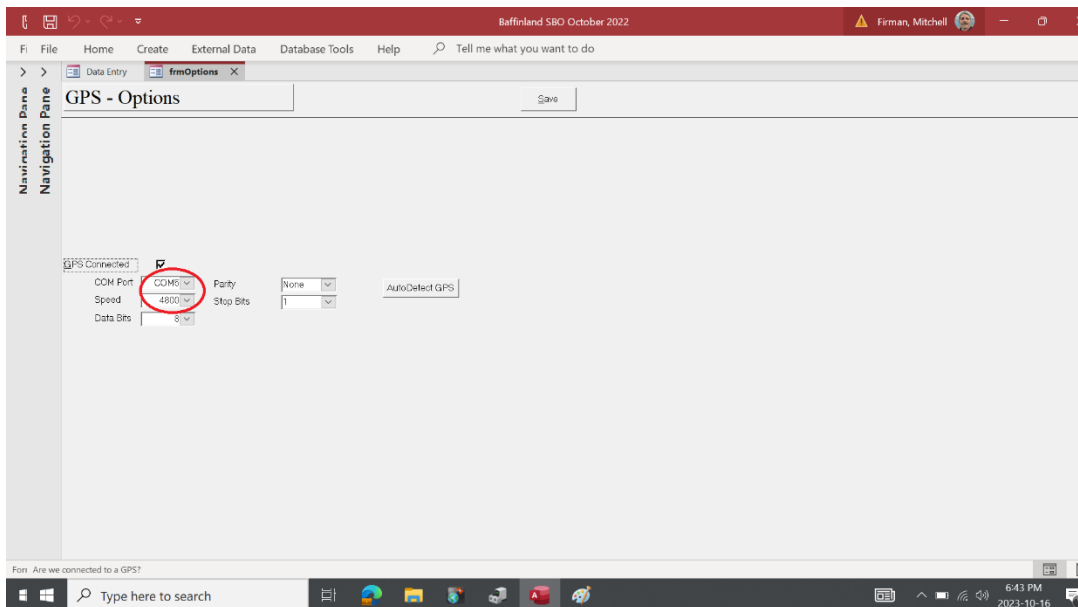 Baffinland SBO October 2022
Firman, Mitchell
Fi File Home Create External Data Database Tools Help Tell me what you want to do
Data Entry frmOptions
Navigation Pane
Navigation Pane
GPS - Options
Save
GPS Connected
COM Port COM6 Parity None
AutoDetect GPS
Speed 4800 Stop Bits 1
Data Bits 8
Forn Are we connected to a GPS?
Type here to search
6:43 PM
2023-10-16